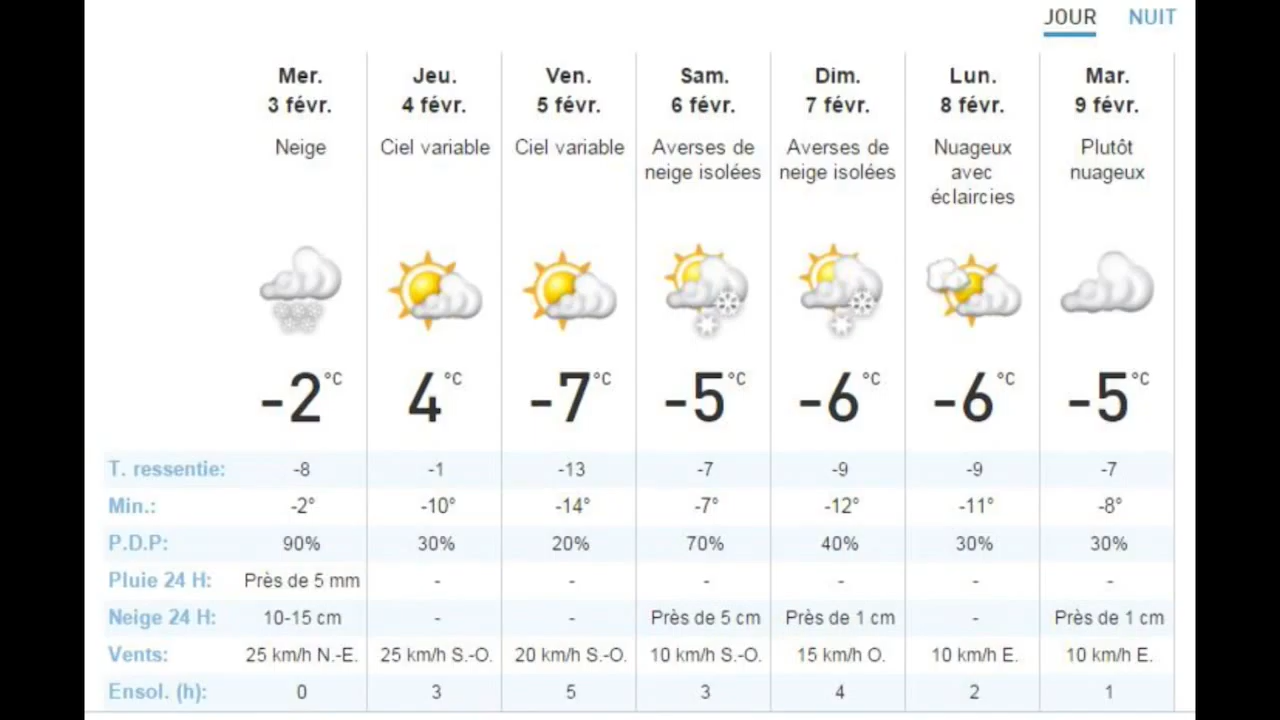 JOUR NUIT
Mer. Jeu. Ven. Sam. Dim. Lun. Mar.
3 févr. 4 févr. 5 févr. 6 févr. 7 févr. 8 févr. 9 févr.
Neige Ciel variable Ciel variable Averses de Averses de Nuageux Plutôt
neige isolées neige isolées avec nuageux
éclaircies
-2°C 4°C -7°C -5°C -6°C -6°C -5°C
T. ressentie: -8 -1 -13 -7 -9 -9 -7
Min.: -2° -10° -14° -7° -12° -11° -8°
P.D.P: 90% 30% 20% 70% 40% 30% 30%
Pluie 24 H: Près de 5 mm - - - - - -
Neige 24 H: 10-15 cm - - Près de 5 cm Près de 1 cm - Près de 1 cm
Vents: 25 km/h N.-E. 25 km/h S.-O. 20 km/h S.-O. 10 km/h S.-O. 15 km/h O. 10 km/h E. 10 km/h E.
Ensol. (h): 0 3 5 3 4 2 1